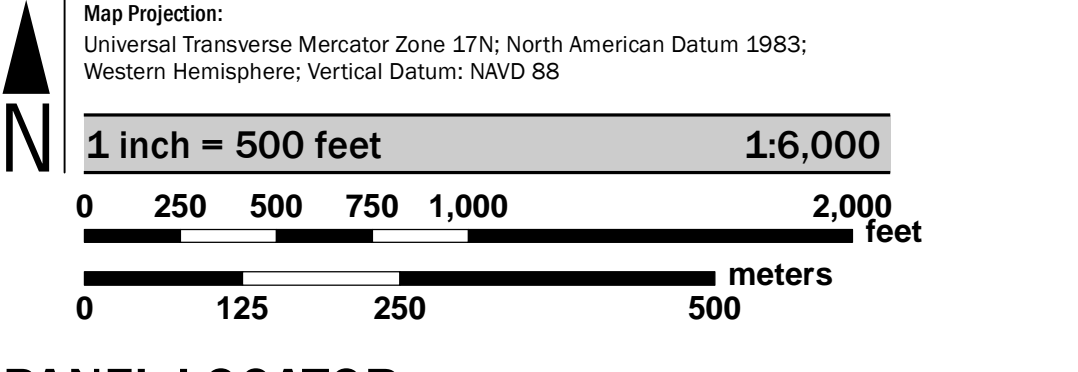 Map Projection:
Universal Transverse Mercator Zone 17N; North American Datum 1983;
Western Hemisphere; Vertical Datum: NAVD 88
N
1 inch = 500 feet 1:6,000
0 250 500 750 1,000 2,000
feet
meters
0 125 250 500
PANEL LOCATOR